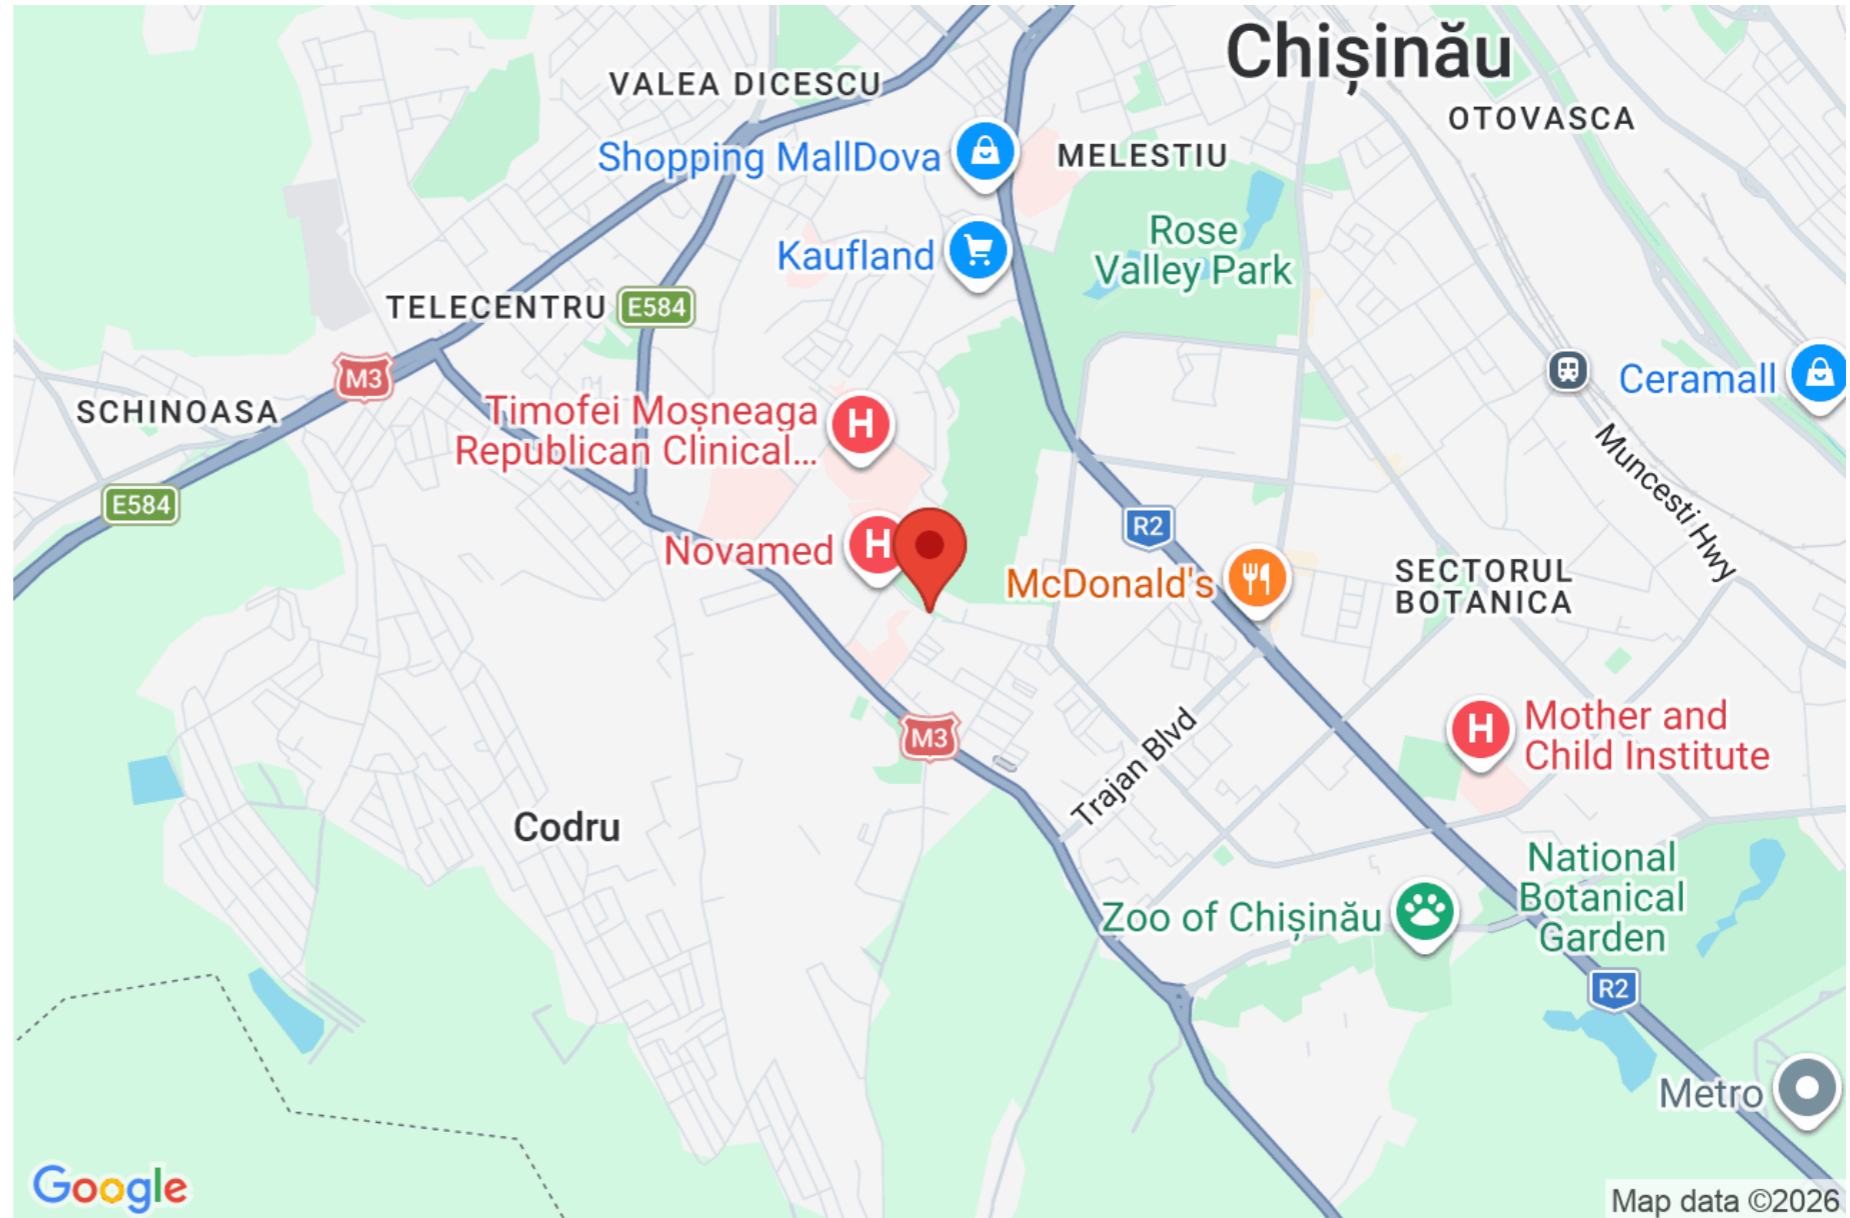 Chișinău
VALEA DICESCU
OTOVASCA
Shopping MallDova
MELESTIU
Rose
Valley Park
Kaufland
TELECENTRU
E584
M3
Ceramall
SCHINOASA
Timofei Moșneaga
Republican Clinical...
H
Muncesti Hwy
E584
R2
Novamed
H
McDonald's
SECTORUL
BOTANICA
Mother and
Child Institute
H
M3
Trajan Blvd
Codru
National
Botanical
Garden
Zoo of Chișinău
R2
Metro
Google
Map data ©2026